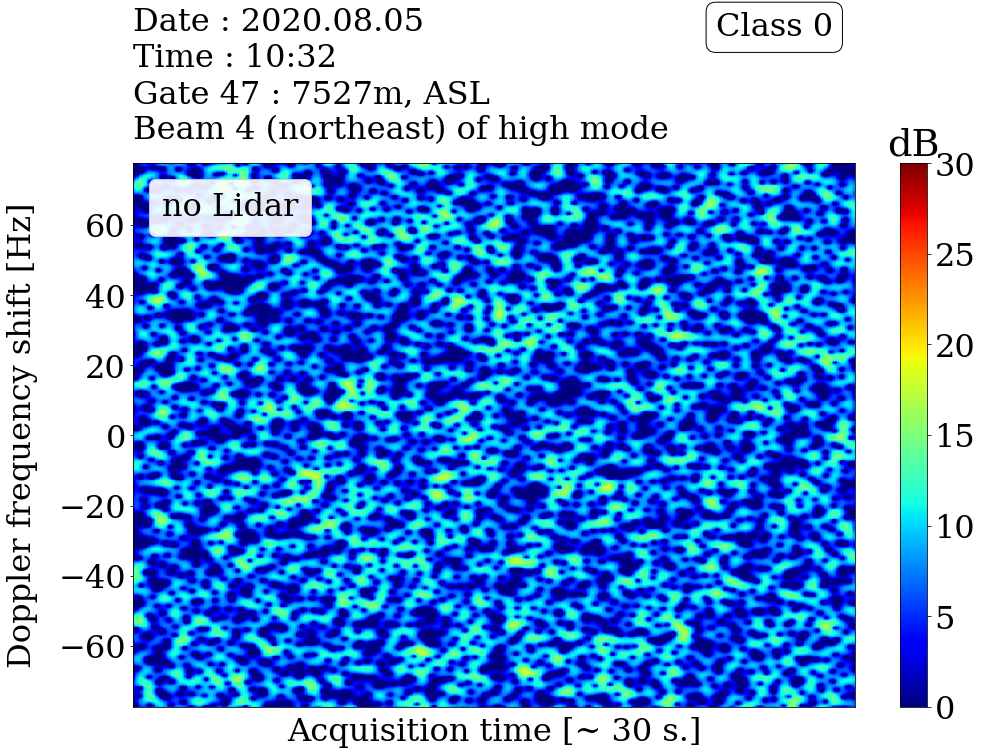 Date : 2020.08.05
Time : 10:32
Gate 47 : 7527m, ASL
Beam 4 (northeast) of high mode
Class 0
dB
no Lidar
Doppler frequency shift [Hz]
60
40
20
0
−20
−40
−60
Acquisition time [~ 30 s.]
30
25
20
15
10
5
0